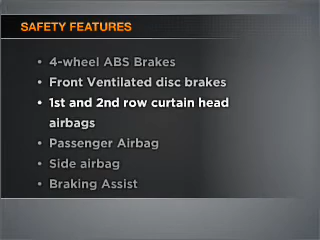 SAFETY FEATURES
• 4-wheel ABS Brakes
• Front Ventilated disc brakes
• 1st and 2nd row curtain head
airbags
• Passenger Airbag
• Side airbag
• Braking Assist